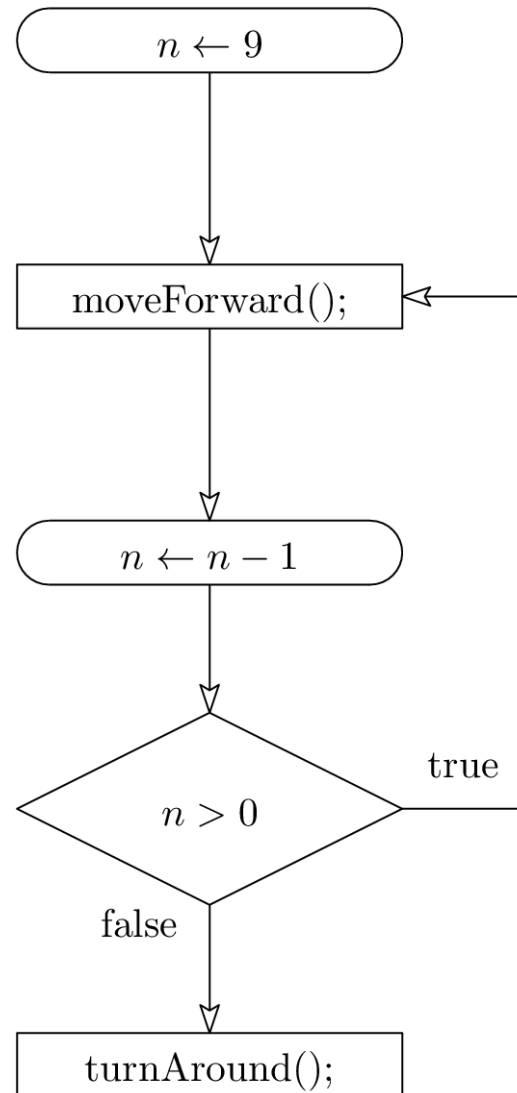 n ← 9
moveForward();
n ← n − 1
n > 0
true
false
turnAround();